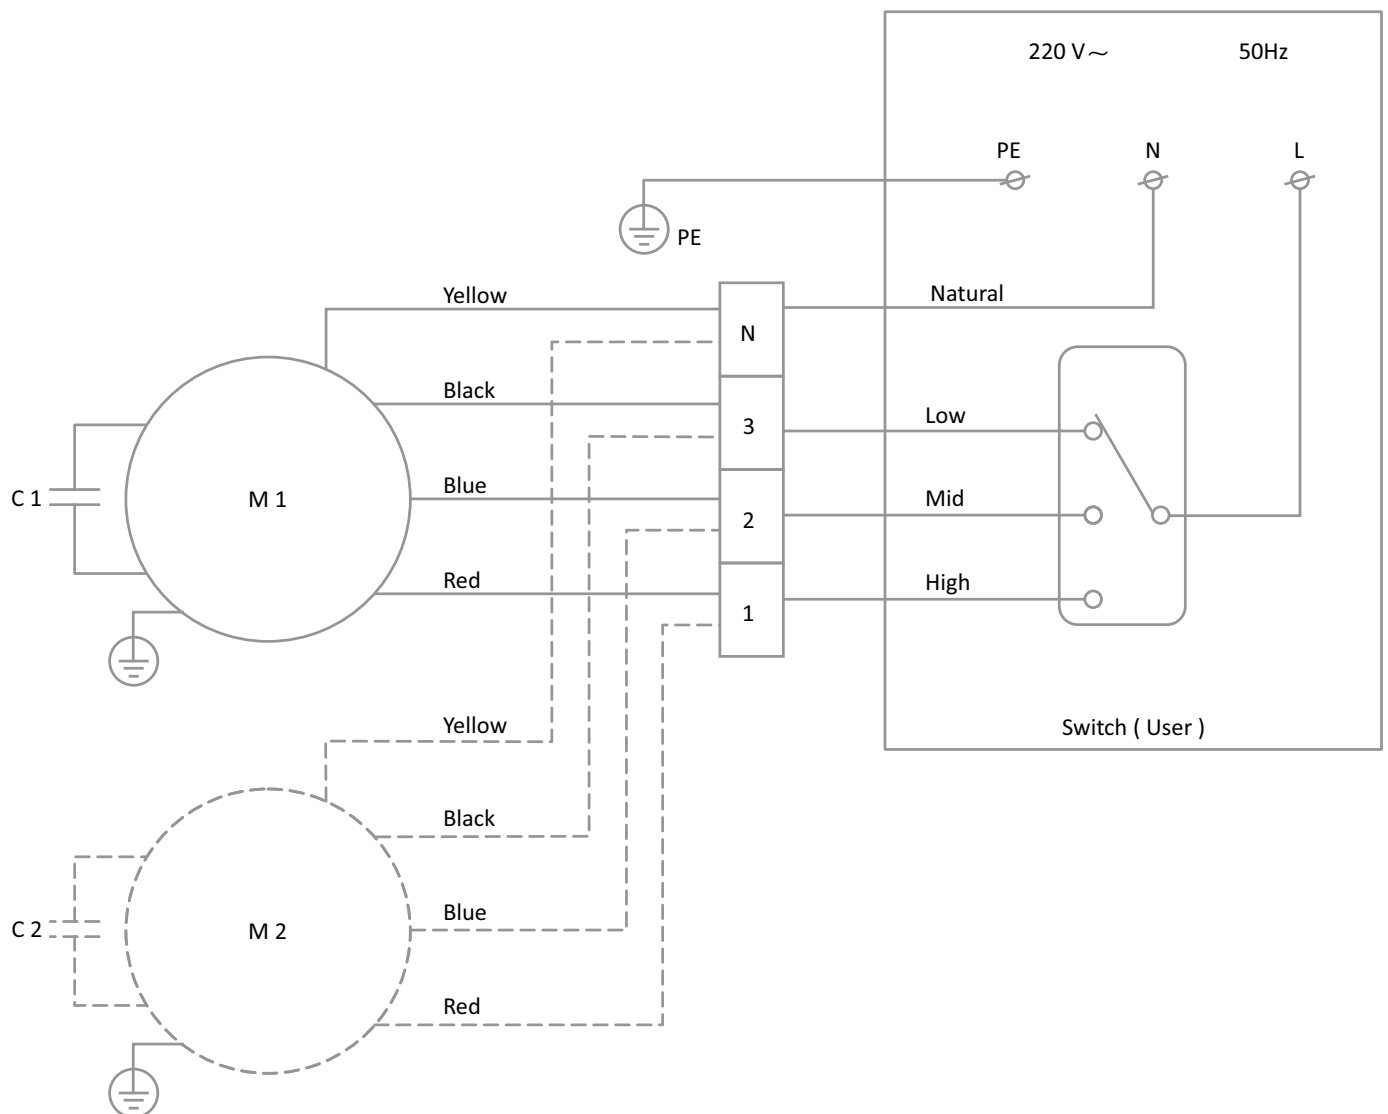 220 V~ 50Hz
PE N L
PE
Yellow
Natural
N
Black
3
Low
C 1
M 1
Blue
2
Mid
Red
1
High
Yellow
Switch ( User )
Black
C 2
M 2
Blue
Red